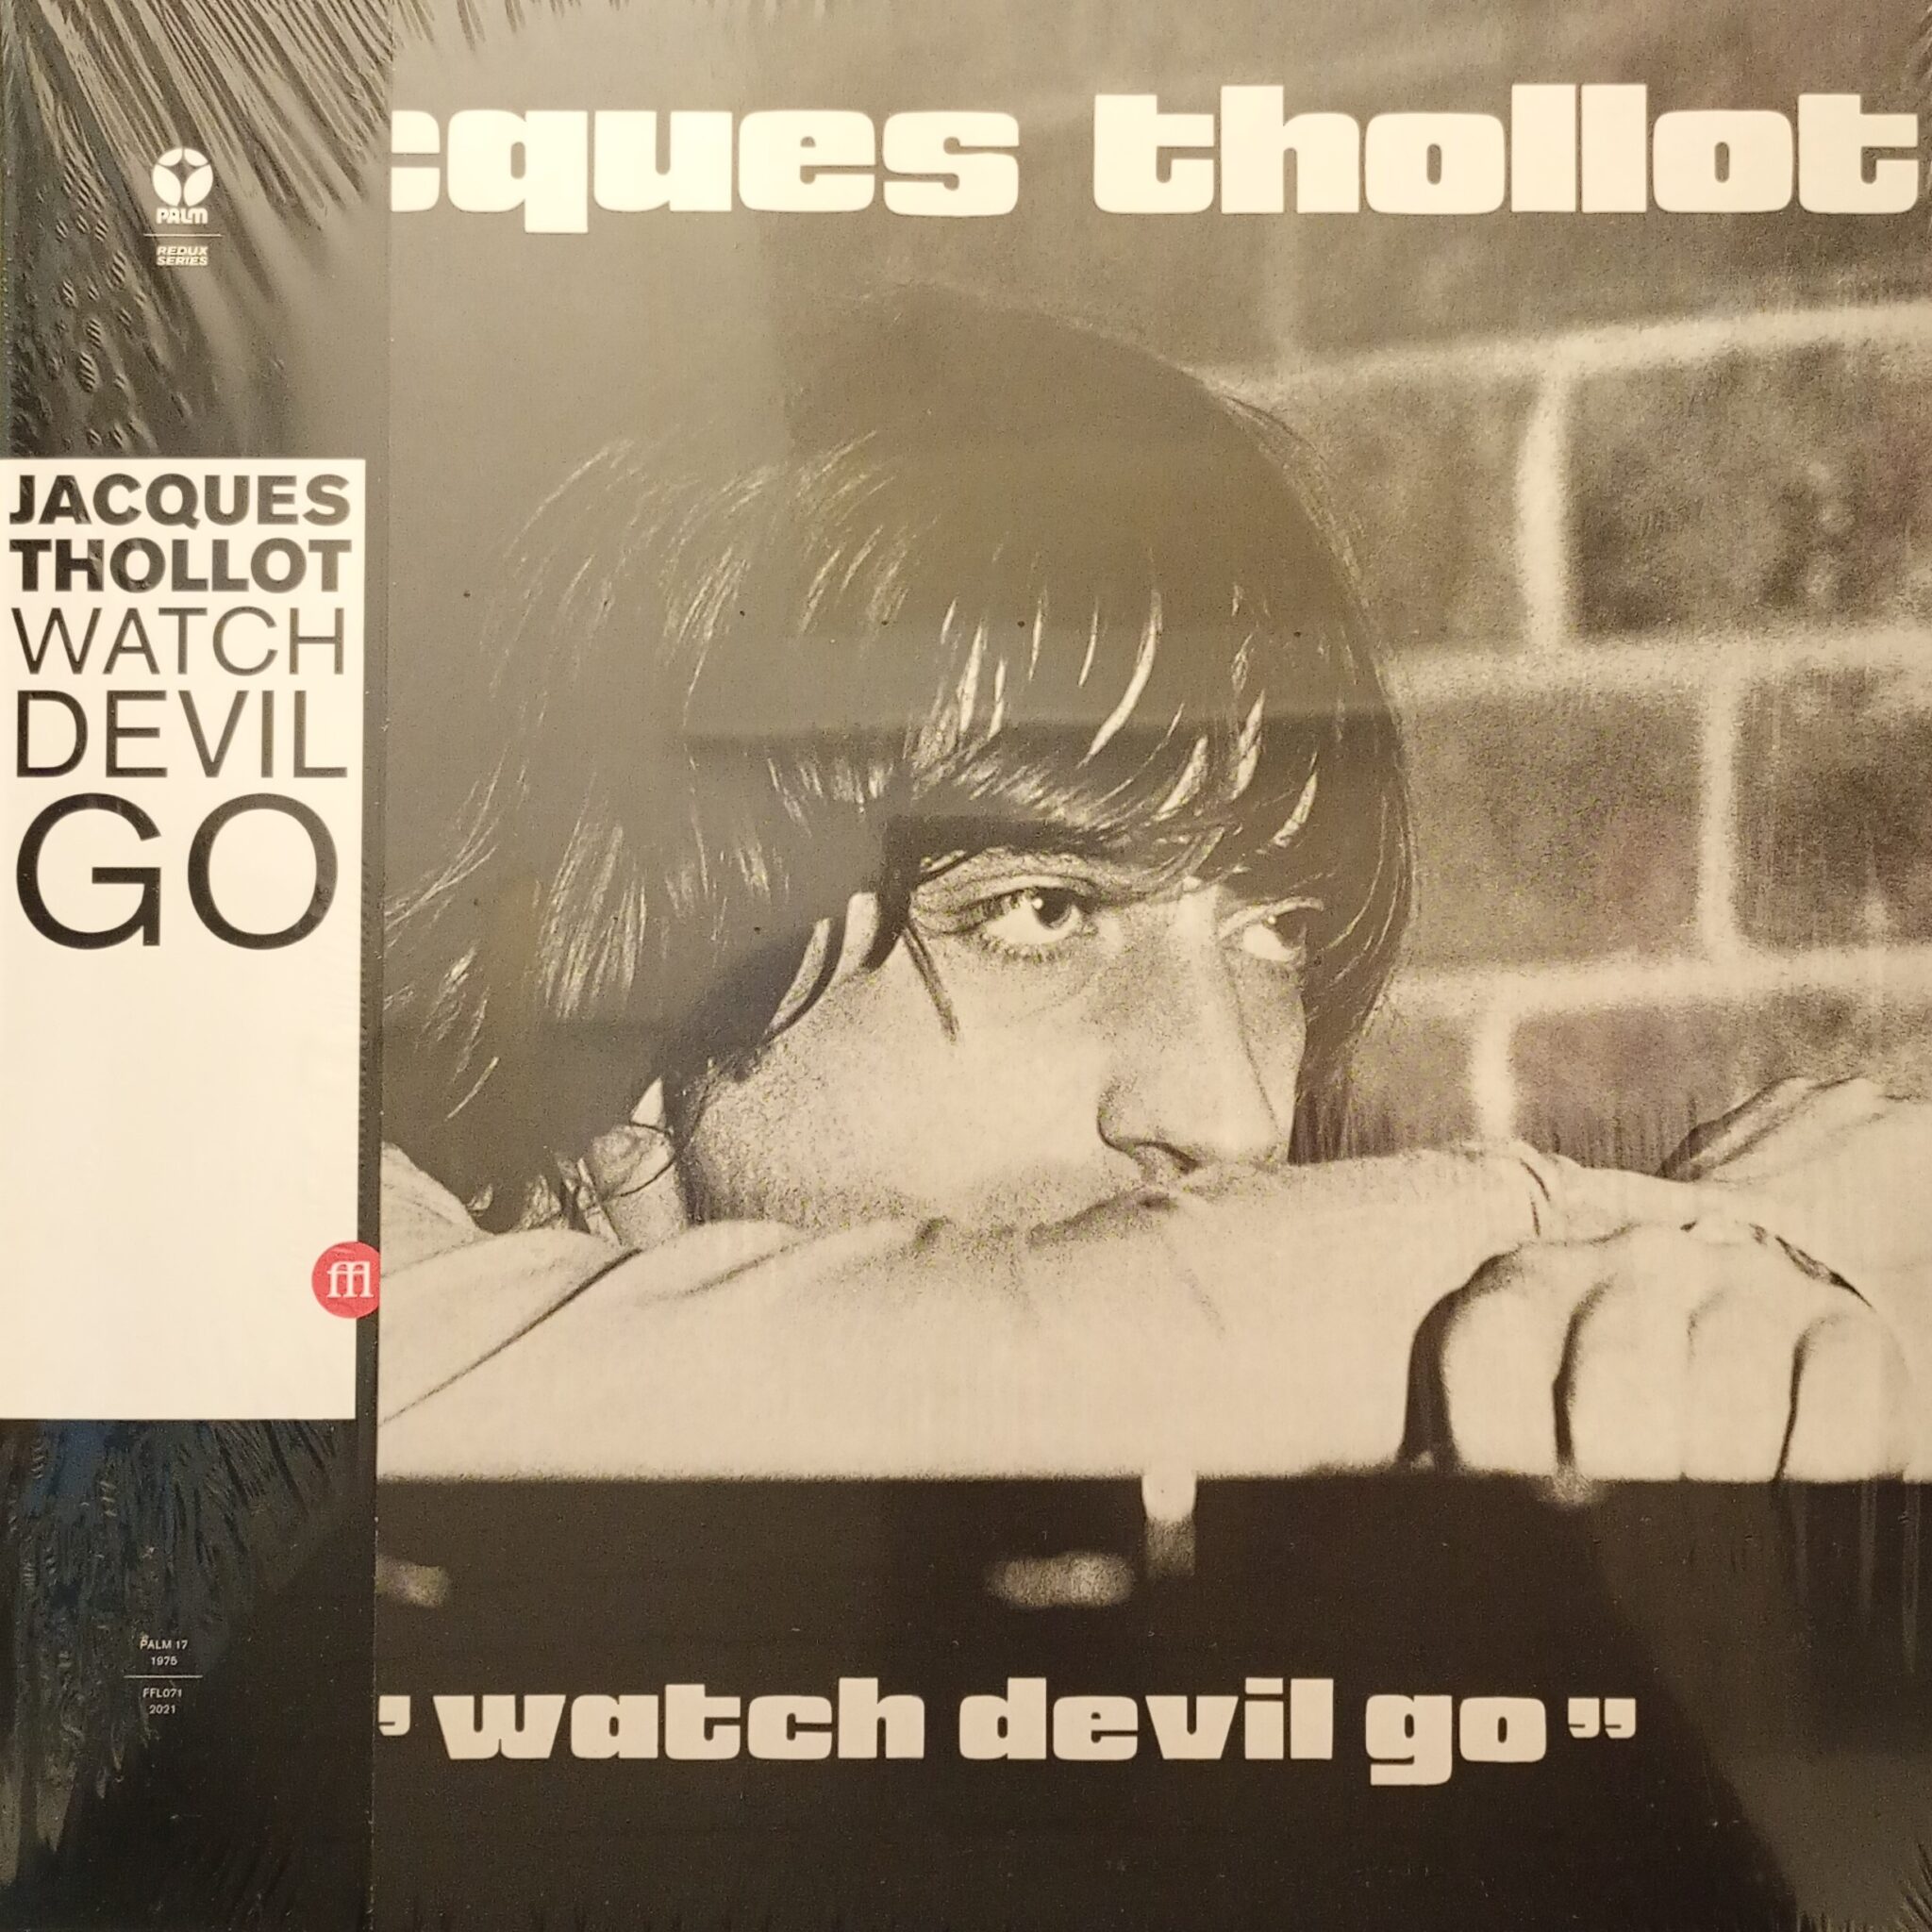 cques thollot
PALM
REDUX
SERIES
JACQUES
THOLLOT
WATCH
DEVIL
GO
ffl
PALM 17
1975
FFL071
2021
’watch devil go”